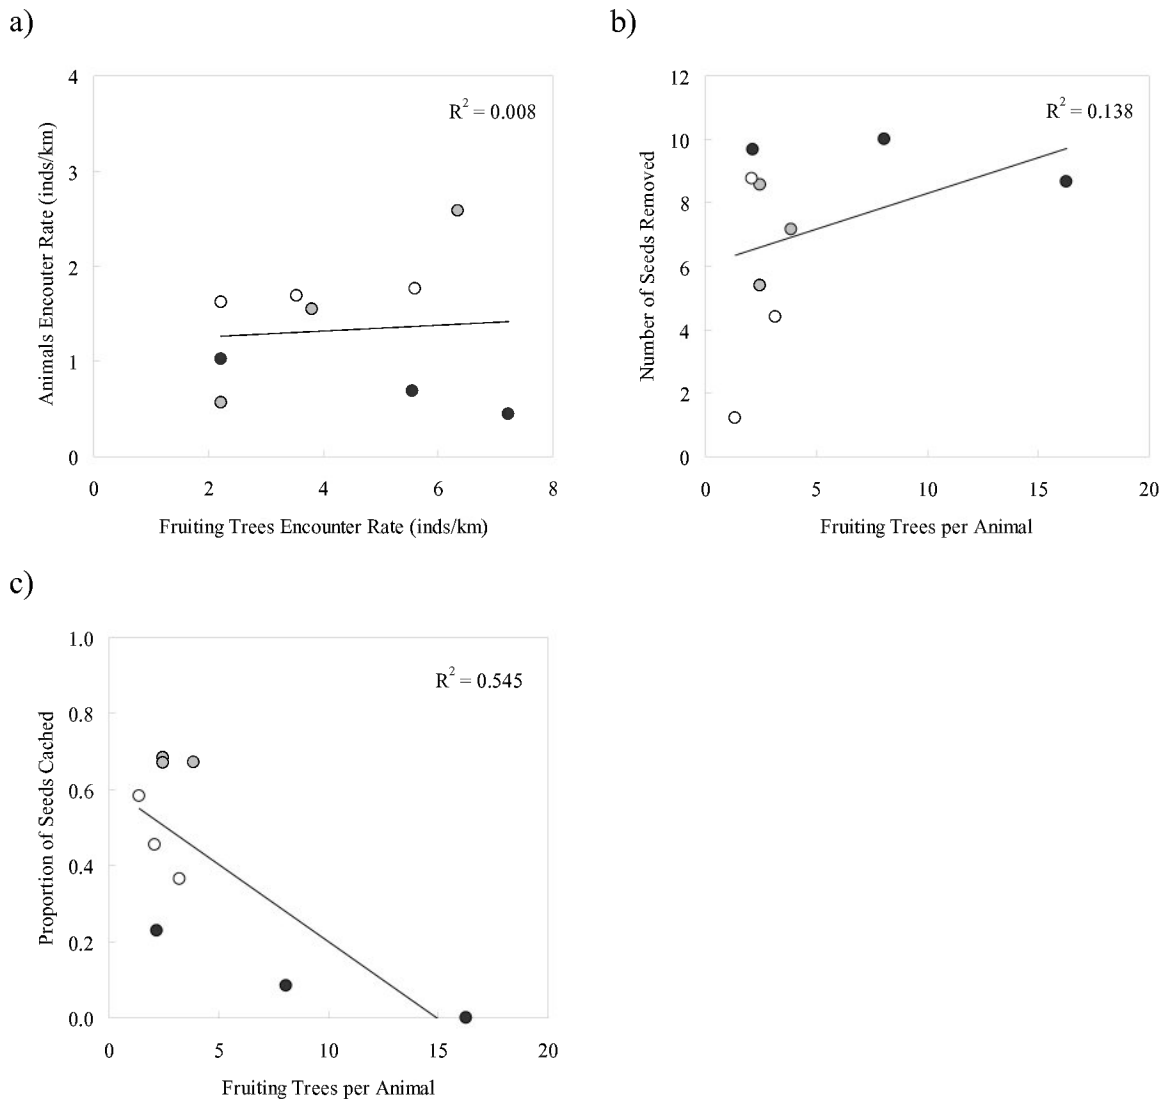 a)
4
3
2
1
0
R² = 0.008
Animals Encouter Rate (inds/km)
0 2 4 6 8
Fruiting Trees Encounter Rate (inds/km)
b)
12
10
8
6
4
2
0
R² = 0.138
Number of Seeds Removed
0 5 10 15 20
Fruiting Trees per Animal
c)
1.0
0.8
0.6
0.4
0.2
0.0
R² = 0.545
Proportion of Seeds Cached
0 5 10 15 20
Fruiting Trees per Animal